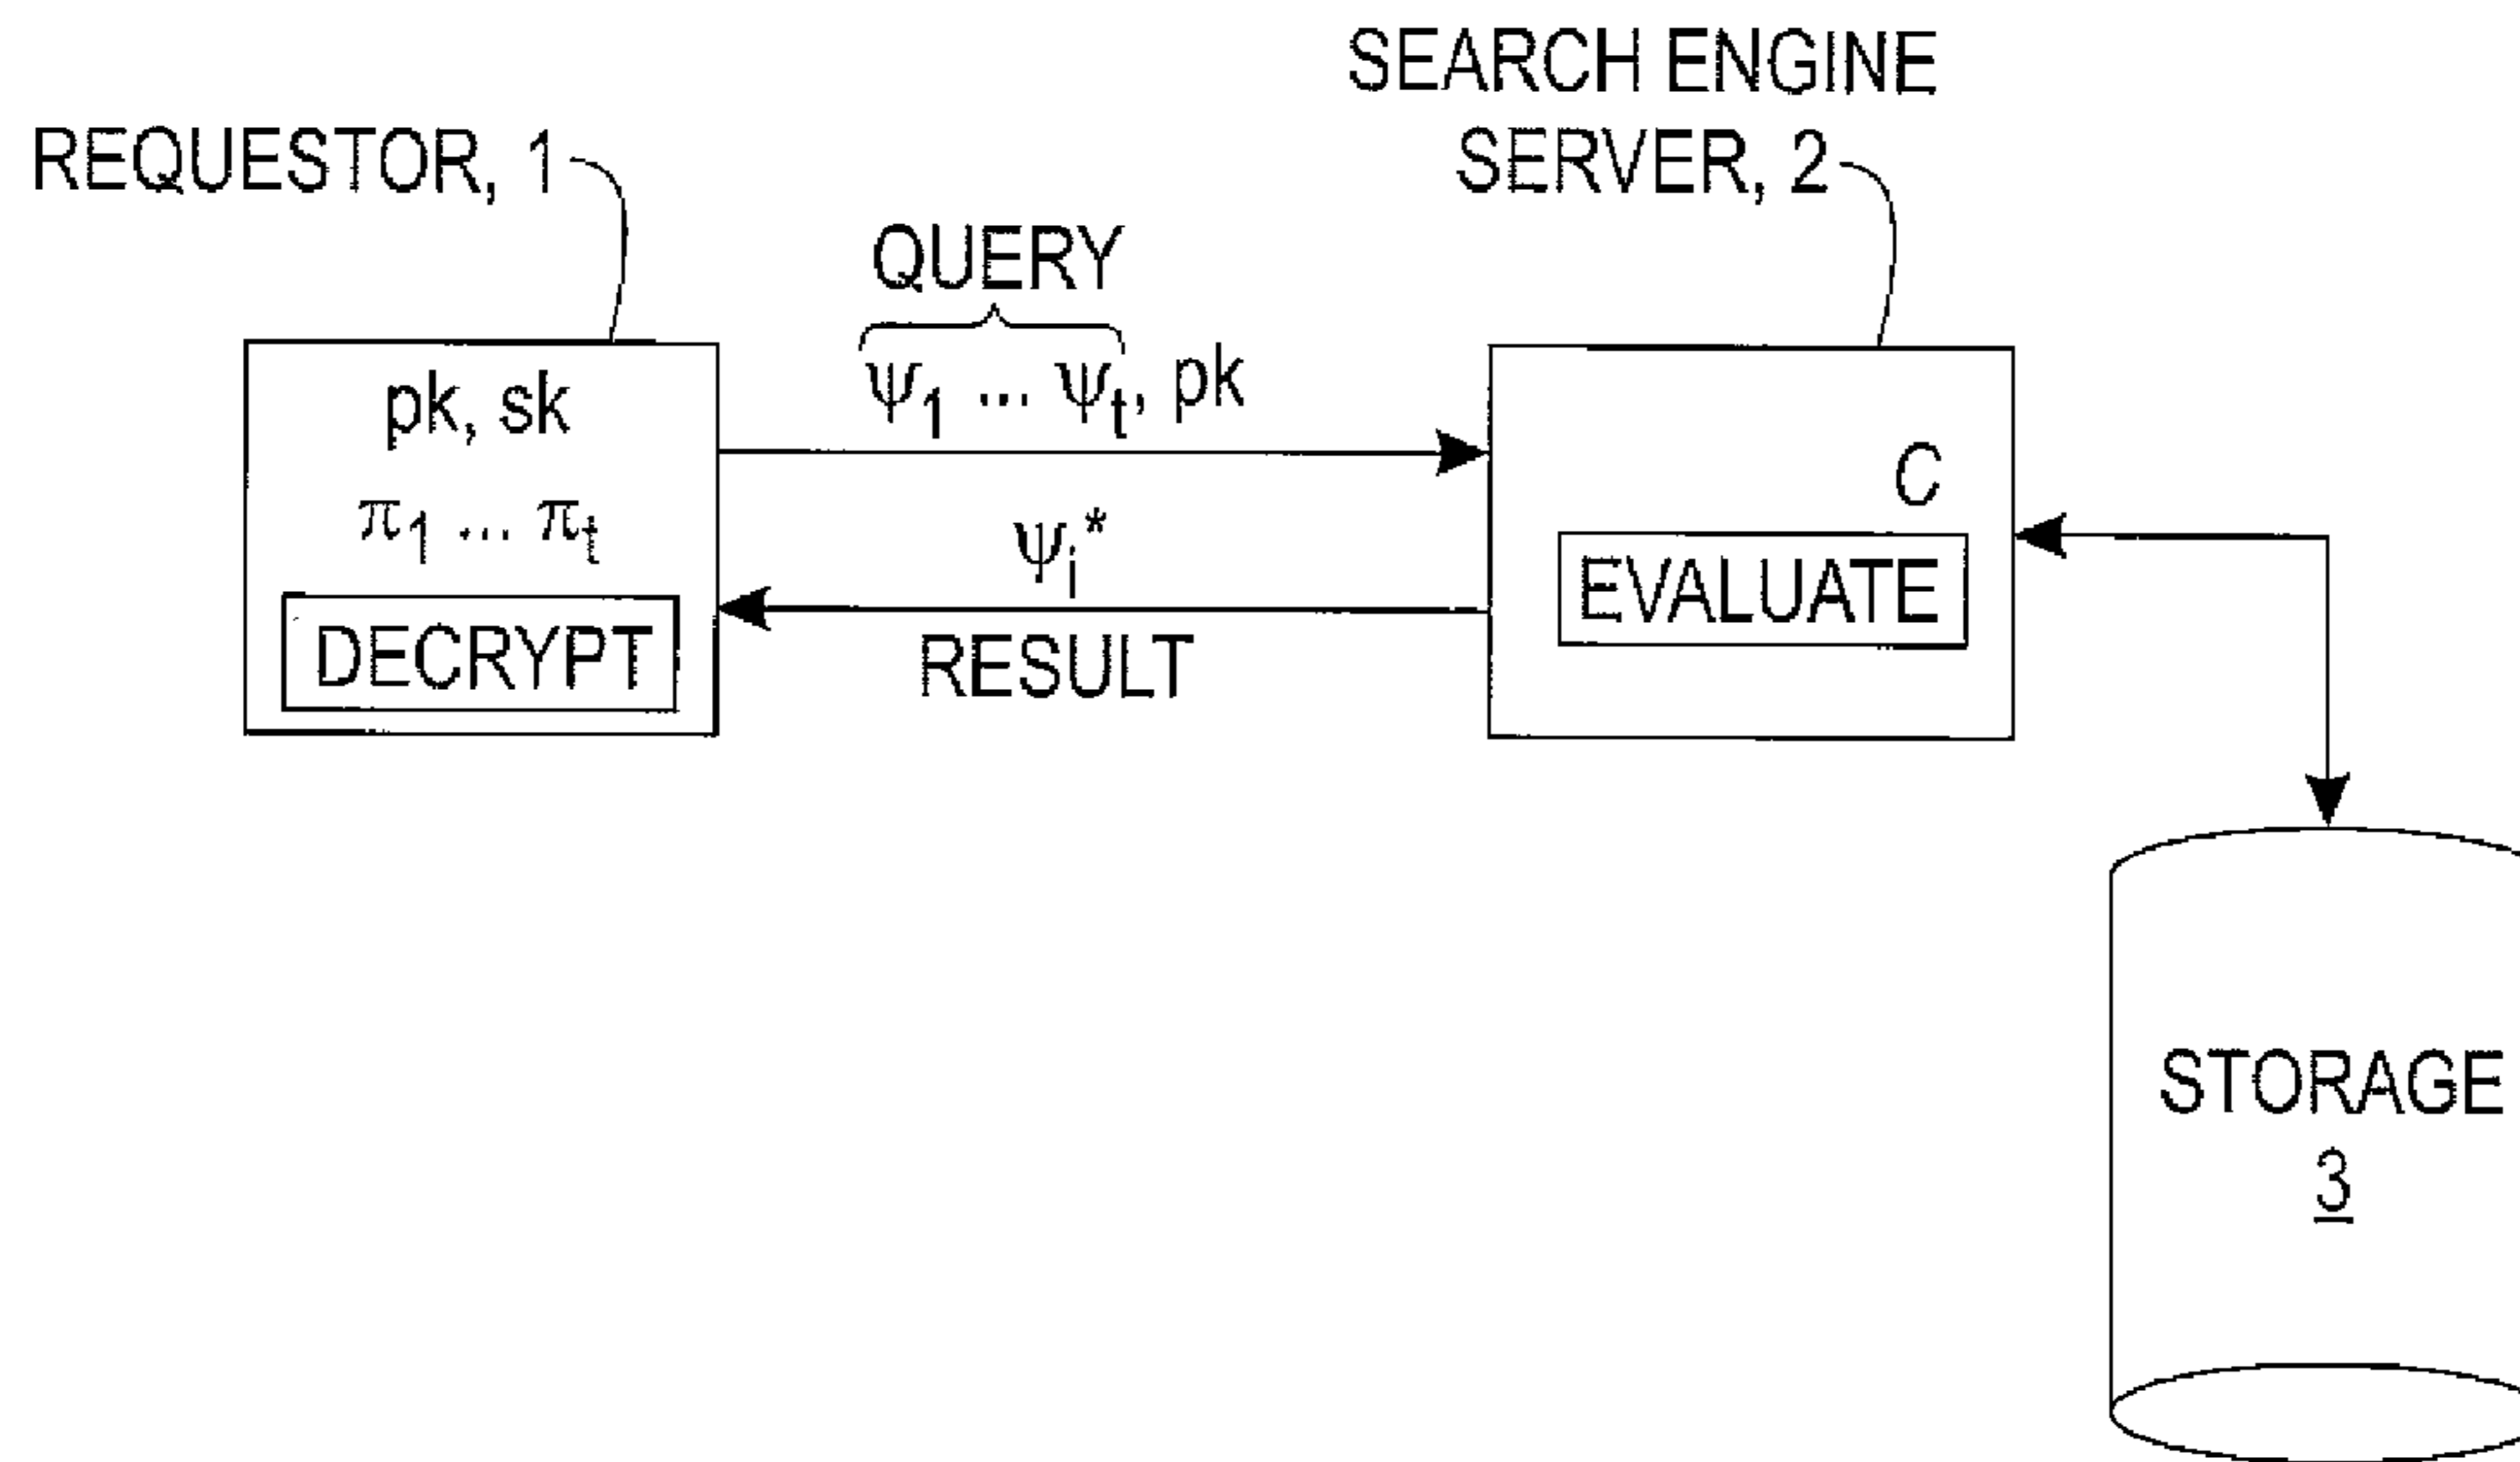 SEARCH ENGINE
SERVER, 2
REQUESTOR, 1
QUERY
ψ1 ... ψt, pk
pk, sk
π1 ... πt
DECRYPT
ψi*
RESULT
C
EVALUATE
STORAGE
3